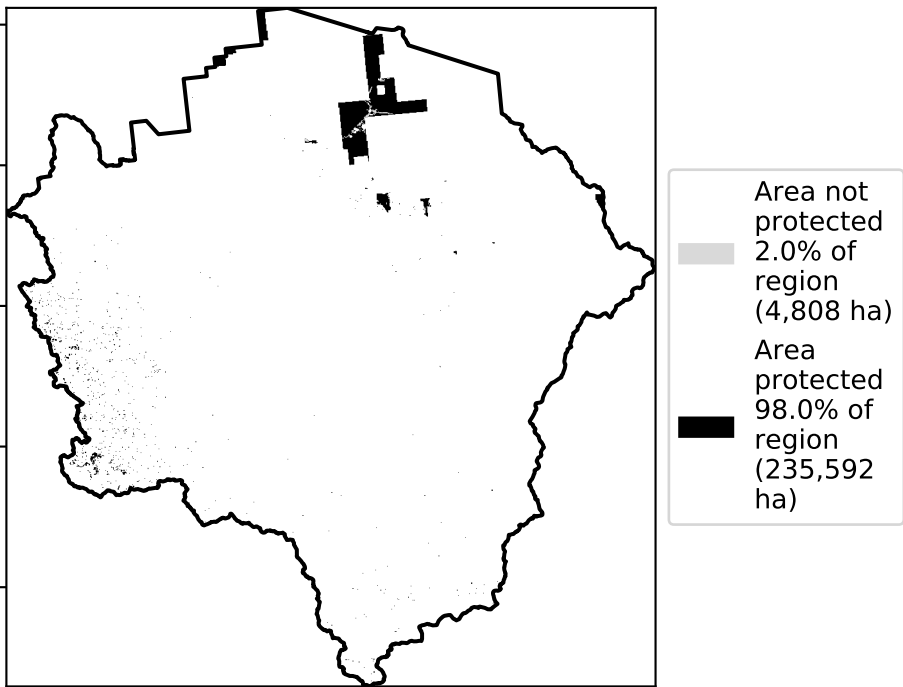 Area not
protected
2.0% of
region
(4,808 ha)
Area
protected
98.0% of
region
(235,592
ha)